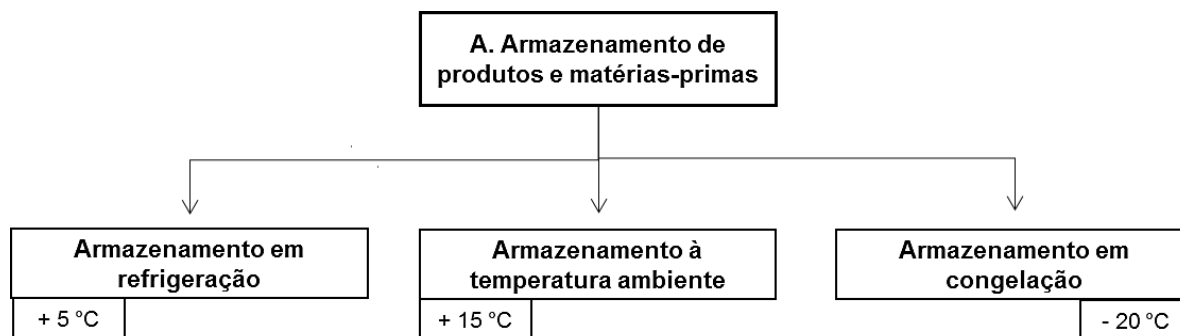 A. Armazenamento de
produtos e matérias-primas
Armazenamento em
refrigeração
+ 5 °C
Armazenamento à
temperatura ambiente
+ 15 °C
Armazenamento em
congelação
- 20 °C